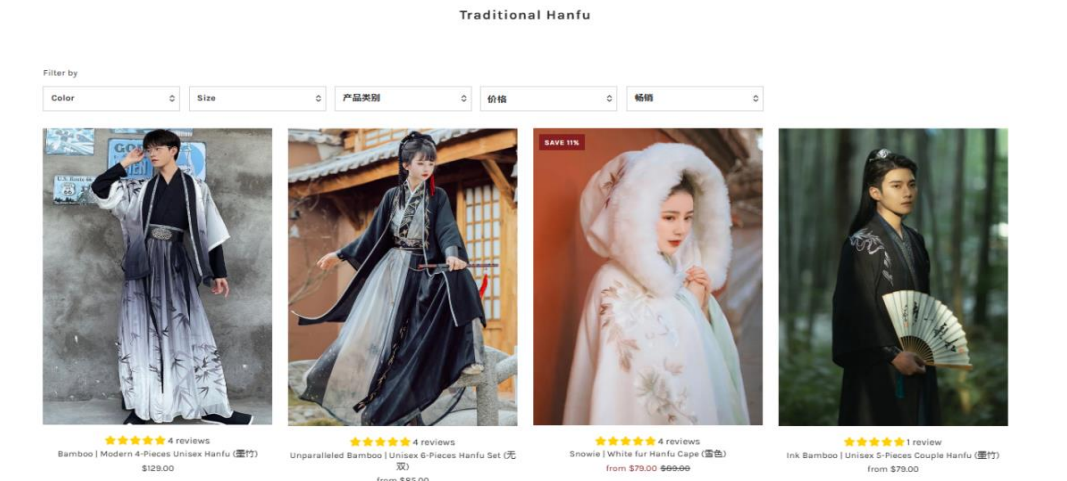 Traditional Hanfu
Filter by
Color
Size
产品类别
价格
畅销
SAVE 11%
4 reviews
Bamboo | Modern 4-Pieces Unisex Hanfu (墨竹)
$129.00
4 reviews
Unparalleled Bamboo | Unisex 6-Pieces Hanfu Set (无
双)
from $85.00
4 reviews
Snowie | White fur Hanfu Cape (雪色)
from $79.00 $89.00
1 review
Ink Bamboo | Unisex 5-Pieces Couple Hanfu (墨竹)
from $79.00